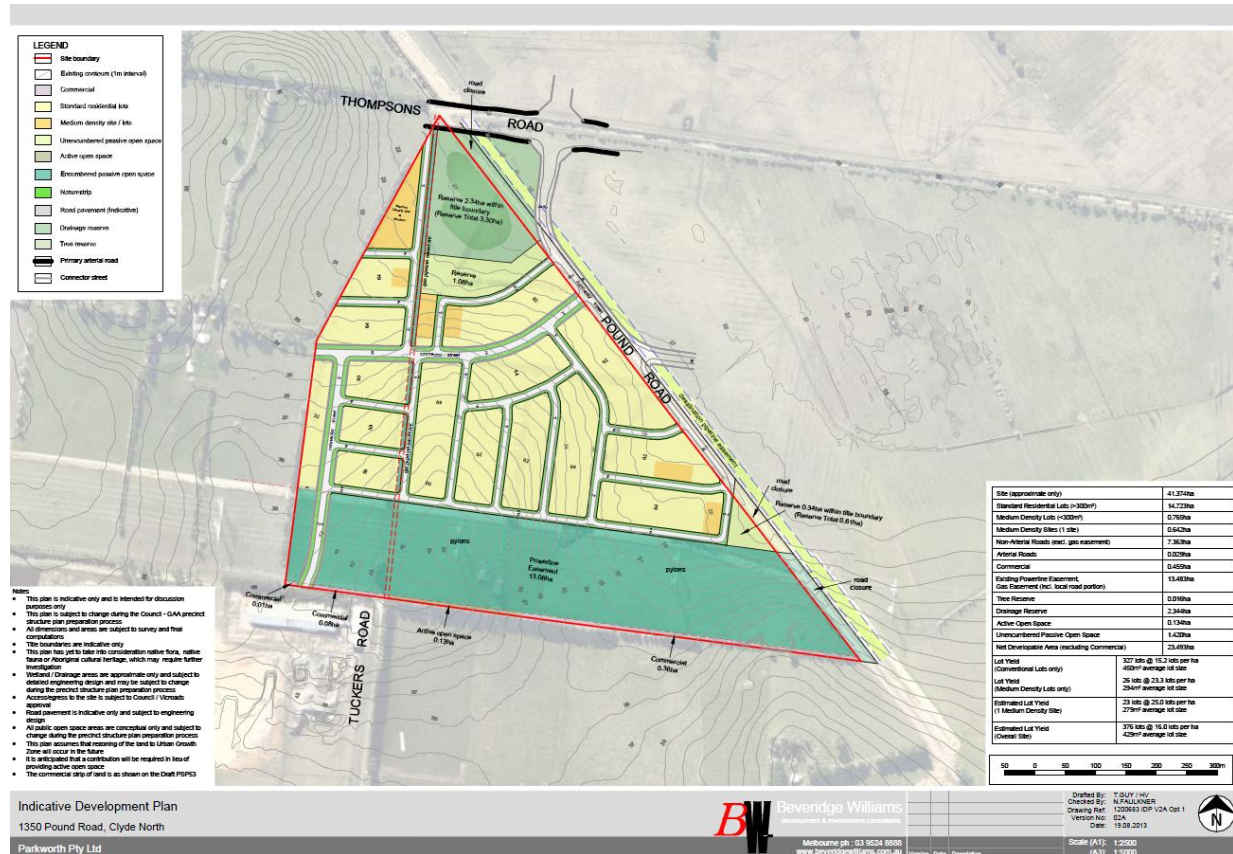 LEGEND
Site boundary
Existing contours (1m interval)
Commercial
Standard residential lots
Medium density site / lots
Unencumbered passive open space
Active open space
Encumbered passive open space
Naturestrip
Road pavement (Indicative)
Drainage reserve
Tree reserve
Primary arterial road
Connector street
road
closure
THOMPSONS
ROAD
Reserve 2.34ha within
title boundary
(Reserve Total 3.30ha)
Reserve
1.08ha
connector street
POUND
ROAD
desalination pipeline easement
road
closure
Reserve 0.34ha within title boundary
(Reserve Total 0.61ha)
pylons
Powerline
Easement
13.08ha
pylons
road
closure
Commercial
0.01ha
Commercial
0.08ha
Active open space
0.13ha
Commercial
0.36ha
TUCKERS ROAD
Notes
• This plan is indicative only and is intended for discussion
purposes only
• This plan is subject to change during the Council - GAA precinct
structure plan preparation process
• All dimensions and areas are subject to survey and final
computations
• Title boundaries are indicative only
• This plan has yet to take into consideration native flora, native
fauna or Aboriginal cultural heritage, which may require further
investigation
• Wetland / Drainage areas are approximate only and subject to
detailed engineering design and may be subject to change
during the precinct structure plan preparation process
• Access/egress to the site is subject to Council / Vicroads
approval
• Road pavement is indicative only and subject to engineering
design
• All public open space areas are conceptual only and subject to
change during the precinct structure plan preparation process
• This plan assumes that rezoning of the land to Urban Growth
Zone will occur in the future
• It is anticipated that a contribution will be required in lieu of
providing active open space
• The commercial strip of land is as shown on the Draft PSP53
Site (approximate only) 41.374ha
Standard Residential Lots (>300m²) 14.723ha
Medium Density Lots (<300m²) 0.765ha
Medium Density Sites (1 site) 0.642ha
Non-Arterial Roads (excl. gas easement) 7.363ha
Arterial Roads 0.029ha
Commercial 0.455ha
Existing Powerline Easement,
Gas Easement (incl. local road portion) 13.483ha
Tree Reserve 0.016ha
Drainage Reserve 2.344ha
Active Open Space 0.134ha
Unencumbered Passive Open Space 1.420ha
Net Developable Area (excluding Commercial) 23.493ha
Lot Yield 327 lots @ 15.2 lots per ha
(Conventional Lots only) 450m² average lot size
Lot Yield 26 lots @ 23.3 lots per ha
(Medium Density Lots only) 294m² average lot size
Estimated Lot Yield 23 lots @ 25.0 lots per ha
(1 Medium Density Site) 279m² average lot size
Estimated Lot Yield 376 lots @ 16.0 lots per ha
(Overall Site) 429m² average lot size
50 0 50 100 150 200 250 300m
Indicative Development Plan
1350 Pound Road, Clyde North
Parkworth Pty Ltd
BW
Beveridge Williams
development & environment consultants
Melbourne ph : 03 9524 8888
www.beveridgewilliams.com.au
Version Date Description
Drafted By: T.GUY / HV
Checked By: N.FAULKNER
Drawing Ref: 1200683 IDP V2A Opt 1
Version No: 02A
Date: 19.08.2013
Scale (A1): 1:2500
(A3): 1:5000
N